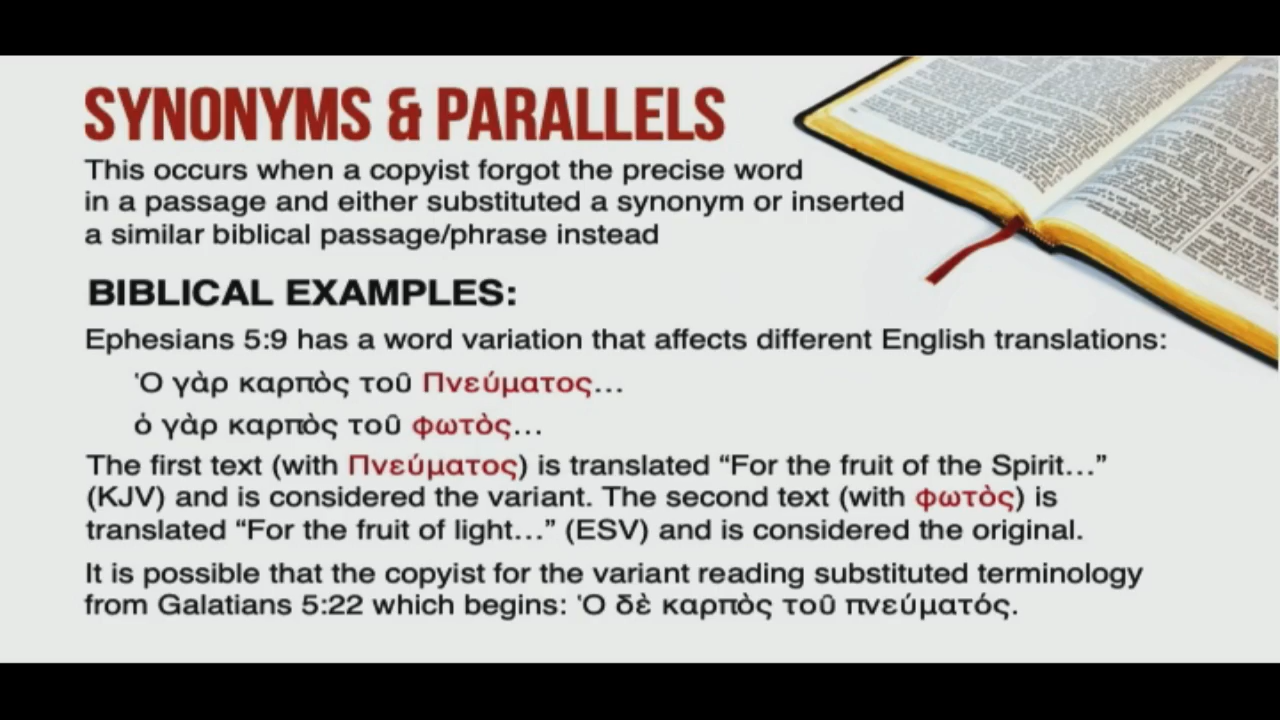 SYNONYMS & PARALLELS
This occurs when a copyist forgot the precise word
in a passage and either substituted a synonym or inserted
a similar biblical passage/phrase instead
BIBLICAL EXAMPLES:
Ephesians 5:9 has a word variation that affects different English translations:
Ὁ γὰρ καρπὸς τοῦ Πνεύματος...
ὁ γὰρ καρπὸς τοῦ φωτὸς...
The first text (with Πνεύματος) is translated “For the fruit of the Spirit...”
(KJV) and is considered the variant. The second text (with φωτὸς) is
translated “For the fruit of light...” (ESV) and is considered the original.
It is possible that the copyist for the variant reading substituted terminology
from Galatians 5:22 which begins: Ὁ δὲ καρπὸς τοῦ πνεύματός.